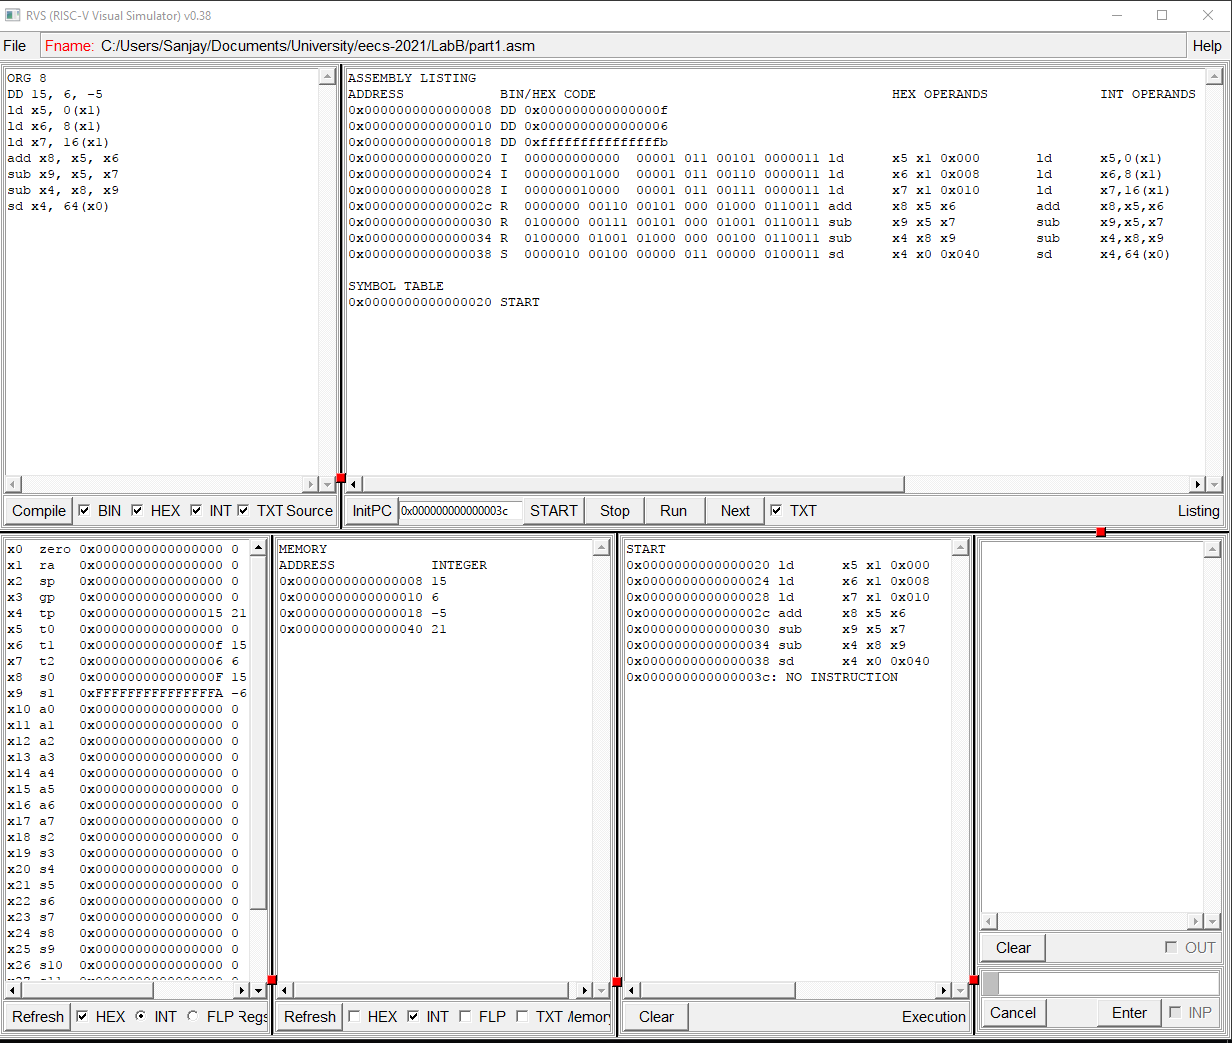 RVS (RISC-V Visual Simulator) v0.38
File Fname: C:/Users/Sanjay/Documents/University/eecs-2021/LabB/part1.asm Help
ORG 8
DD 15, 6, -5
ld x5, 0(x1)
ld x6, 8(x1)
ld x7, 16(x1)
add x8, x5, x6
sub x9, x5, x7
sub x4, x8, x9
sd x4, 64(x0)
Compile BIN HEX INT TXT Source
ASSEMBLY LISTING
ADDRESS BIN/HEX CODE HEX OPERANDS INT OPERANDS
0x0000000000000008 DD 0x000000000000000f
0x0000000000000010 DD 0x0000000000000006
0x0000000000000018 DD 0xfffffffffffffffb
0x0000000000000020 I 000000000000 00001 011 00101 0000011 ld x5 x1 0x000 ld x5,0(x1)
0x0000000000000024 I 000000001000 00001 011 00110 0000011 ld x6 x1 0x008 ld x6,8(x1)
0x0000000000000028 I 000000010000 00001 011 00111 0000011 ld x7 x1 0x010 ld x7,16(x1)
0x000000000000002c R 0000000 00110 00101 000 01000 0110011 add x8 x5 x6 add x8,x5,x6
0x0000000000000030 R 0100000 00111 00101 000 01001 0110011 sub x9 x5 x7 sub x9,x5,x7
0x0000000000000034 R 0100000 01001 01000 000 00100 0110011 sub x4 x8 x9 sub x4,x8,x9
0x0000000000000038 S 0000010 00100 00000 011 00000 0100011 sd x4 x0 0x040 sd x4,64(x0)
SYMBOL TABLE
0x0000000000000020 START
InitPC 0x000000000000003c START Stop Run Next TXT Listing
x0 zero 0x0000000000000000 0
x1 ra 0x0000000000000000 0
x2 sp 0x0000000000000000 0
x3 gp 0x0000000000000000 0
x4 tp 0x0000000000000015 21
x5 t0 0x0000000000000000 0
x6 t1 0x000000000000000f 15
x7 t2 0x0000000000000006 6
x8 s0 0x000000000000000F 15
x9 s1 0xFFFFFFFFFFFFFFFA -6
x10 a0 0x0000000000000000 0
x11 a1 0x0000000000000000 0
x12 a2 0x0000000000000000 0
x13 a3 0x0000000000000000 0
x14 a4 0x0000000000000000 0
x15 a5 0x0000000000000000 0
x16 a6 0x0000000000000000 0
x17 a7 0x0000000000000000 0
x18 s2 0x0000000000000000 0
x19 s3 0x0000000000000000 0
x20 s4 0x0000000000000000 0
x21 s5 0x0000000000000000 0
x22 s6 0x0000000000000000 0
x23 s7 0x0000000000000000 0
x24 s8 0x0000000000000000 0
x25 s9 0x0000000000000000 0
x26 s10 0x0000000000000000 0
Refresh HEX INT FLP Regs
MEMORY
ADDRESS INTEGER
0x0000000000000008 15
0x0000000000000010 6
0x0000000000000018 -5
0x0000000000000040 21
Refresh HEX INT FLP TXT
START
0x0000000000000020 ld x5 x1 0x000
0x0000000000000024 ld x6 x1 0x008
0x0000000000000028 ld x7 x1 0x010
0x000000000000002c add x8 x5 x6
0x0000000000000030 sub x9 x5 x7
0x0000000000000034 sub x4 x8 x9
0x0000000000000038 sd x4 x0 0x040
0x000000000000003c: NO INSTRUCTION
Clear Execution
Clear OUT
Cancel Enter INP